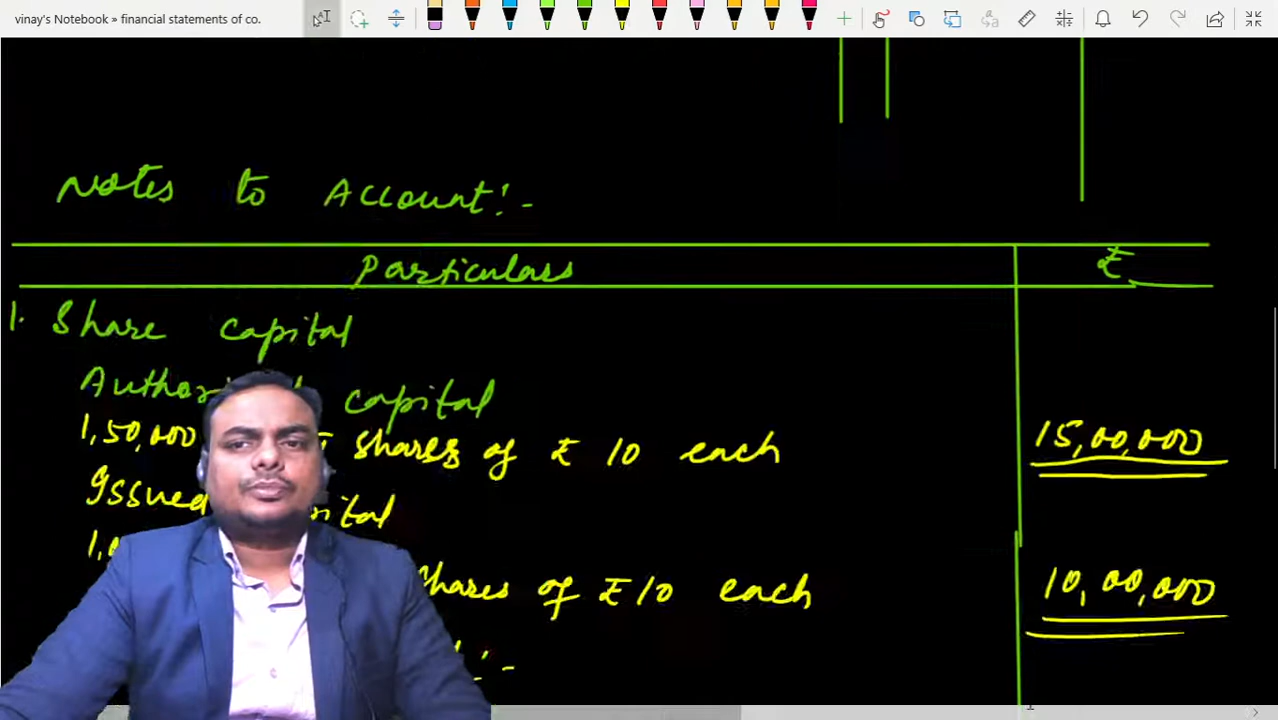 vinay's Notebook » financial statements of co.
Notes to Account:-
Particulars ₹
1. Share capital
capital
1,50,000 shares of ₹ 10 each 15,00,000
Issued
shares of ₹10 each 10,00,000